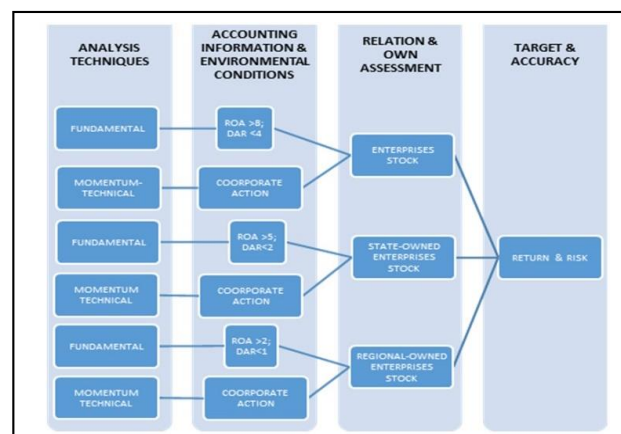 ANALYSIS
TECHNIQUES
ACCOUNTING
INFORMATION &
ENVIRONMENTAL
CONDITIONS
RELATION &
OWN
ASSESSMENT
TARGET &
ACCURACY
FUNDAMENTAL
ROA >8;
DAR <4
ENTERPRISES
STOCK
MOMENTUM-
TECHNICAL
COORPORATE
ACTION
FUNDAMENTAL
ROA >5;
DAR<2
STATE-OWNED
ENTERPRISES
STOCK
RETURN & RISK
MOMENTUM
TECHNICAL
COORPORATE
ACTION
FUNDAMENTAL
ROA >2;
DAR<1
REGIONAL-OWNED
ENTERPRISES
STOCK
MOMENTUM
TECHNICAL
COORPORATE
ACTION